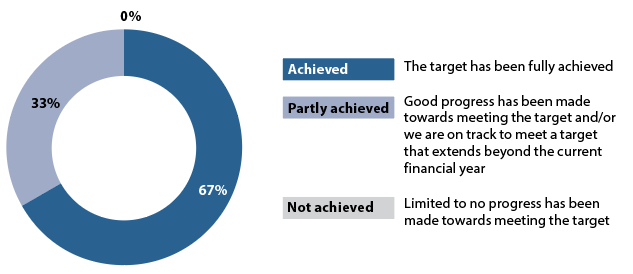 0%
33%
67%
Achieved
The target has been fully achieved
Partly achieved
Good progress has been made
towards meeting the target and/or
we are on track to meet a target
that extends beyond the current
financial year
Not achieved
Limited to no progress has been
made towards meeting the target